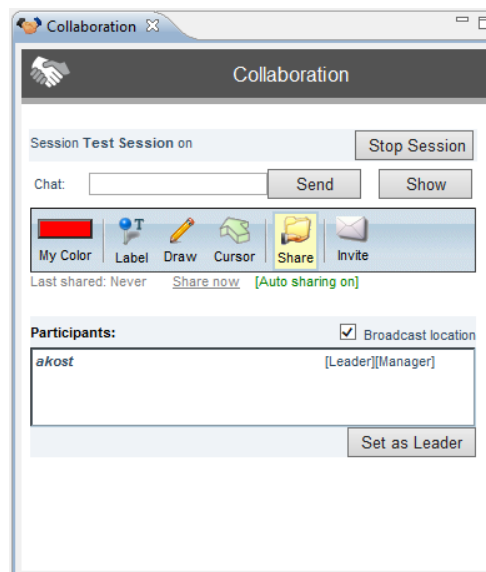 Collaboration
Collaboration
Session Test Session on Stop Session
Chat: Send Show
My Color Label Draw Cursor Share Invite
Last shared: Never Share now [Auto sharing on]
Participants: Broadcast location
akost [Leader][Manager]
Set as Leader